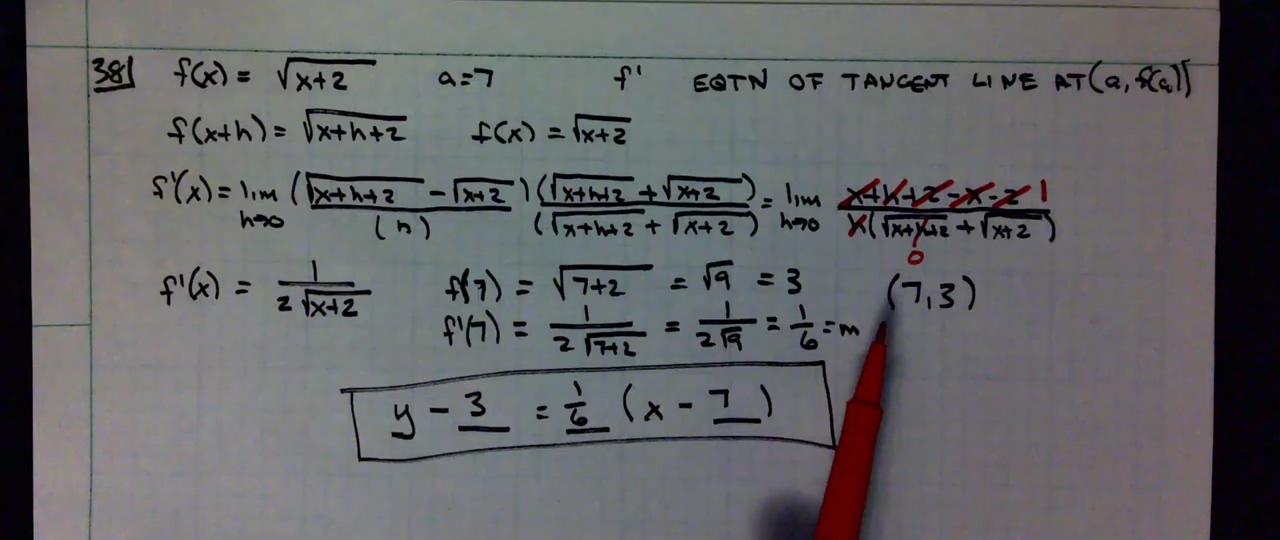 38| f(x) = √(x+2) a=7 f' EQTN OF TANGENT LINE AT (a, f(a))
f(x+h) = √(x+h+2) f(x) = √(x+2)
f'(x) = lim h→0 (√(x+h+2) - √(x+2))/(h) (√(x+h+2) + √(x+2))/(√(x+h+2) + √(x+2)) = lim h→0 (x+h+2-x-2)/(h(√(x+h+2) + √(x+2))) 1 0
f'(x) = 1/(2√(x+2)) f(7) = √(7+2) = √9 = 3 (7,3)
f'(7) = 1/(2√(7+2)) = 1/(2√9) = 1/6 = m
y - 3 = 1/6 (x - 7)